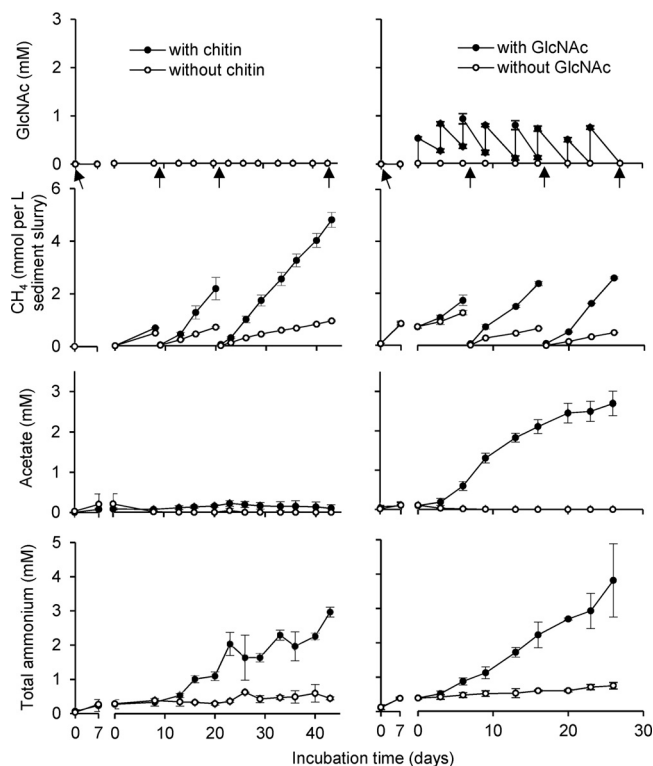 with chitin
without chitin
with GlcNAc
without GlcNAc
GlcNAc (mM)
3
2
1
0
CH4 (mmol per L
sediment slurry)
6
4
2
0
Acetate (mM)
3
2
1
0
Total ammonium (mM)
5
4
3
2
1
0
0 7 0 10 20 30 40
0 7 0 10 20 30
Incubation time (days)